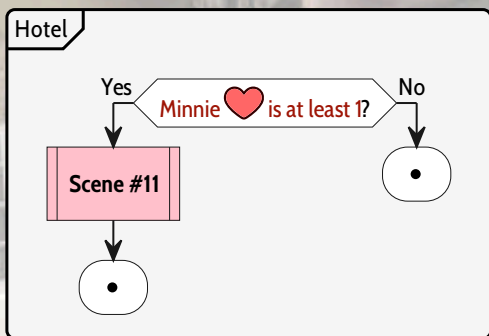 Hotel
Yes
No
Minnie ❤ is at least 1?
Scene #11